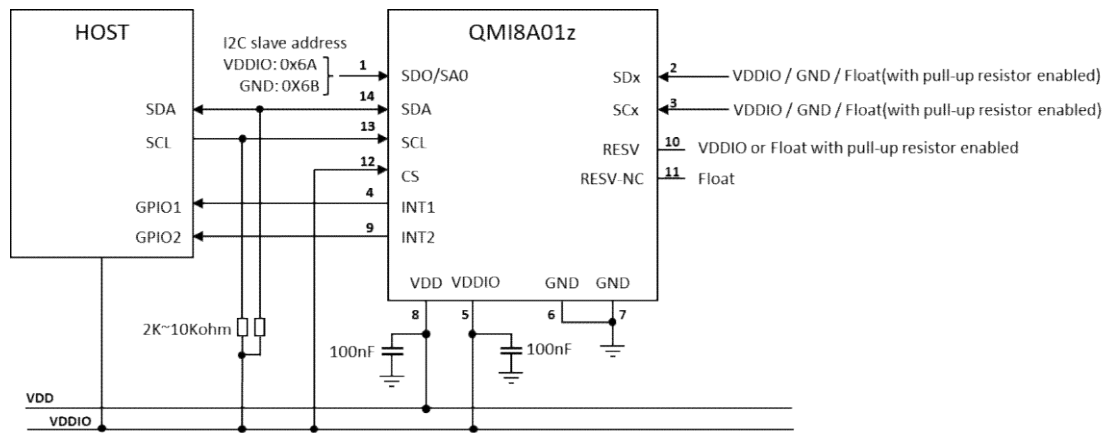 HOST
QMI8A01z
I2C slave address
VDDIO: 0x6A
GND: 0X6B
1
SDO/SA0
SDx
2
VDDIO / GND / Float(with pull-up resistor enabled)
SDA
14
SDA
SCx
3
VDDIO / GND / Float(with pull-up resistor enabled)
SCL
13
SCL
RESV
10
VDDIO or Float with pull-up resistor enabled
12
CS
RESV-NC
11
Float
GPIO1
4
INT1
GPIO2
9
INT2
VDD
VDDIO
GND
GND
8
5
6
7
2K~10Kohm
100nF
100nF
VDD
VDDIO